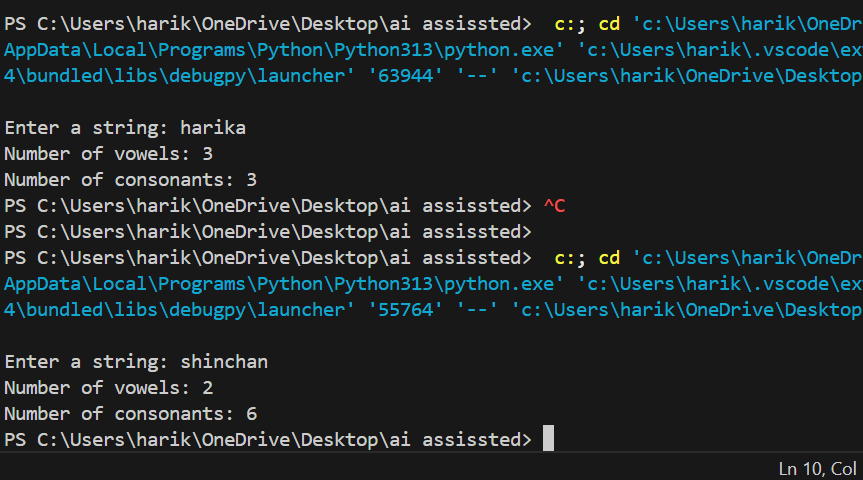 PS C:\Users\harik\OneDrive\Desktop\ai assissted>  c:; cd 'c:\Users\harik\OneDr
AppData\Local\Programs\Python\Python313\python.exe' 'c:\Users\harik\.vscode\ex
4\bundled\libs\debugpy\launcher' '63944' '--' 'c:\Users\harik\OneDrive\Desktop
Enter a string: harika
Number of vowels: 3
Number of consonants: 3
PS C:\Users\harik\OneDrive\Desktop\ai assissted> ^C
PS C:\Users\harik\OneDrive\Desktop\ai assissted>
PS C:\Users\harik\OneDrive\Desktop\ai assissted>  c:; cd 'c:\Users\harik\OneDr
AppData\Local\Programs\Python\Python313\python.exe' 'c:\Users\harik\.vscode\ex
4\bundled\libs\debugpy\launcher' '55764' '--' 'c:\Users\harik\OneDrive\Desktop
Enter a string: shinchan
Number of vowels: 2
Number of consonants: 6
PS C:\Users\harik\OneDrive\Desktop\ai assissted>
Ln 10, Col